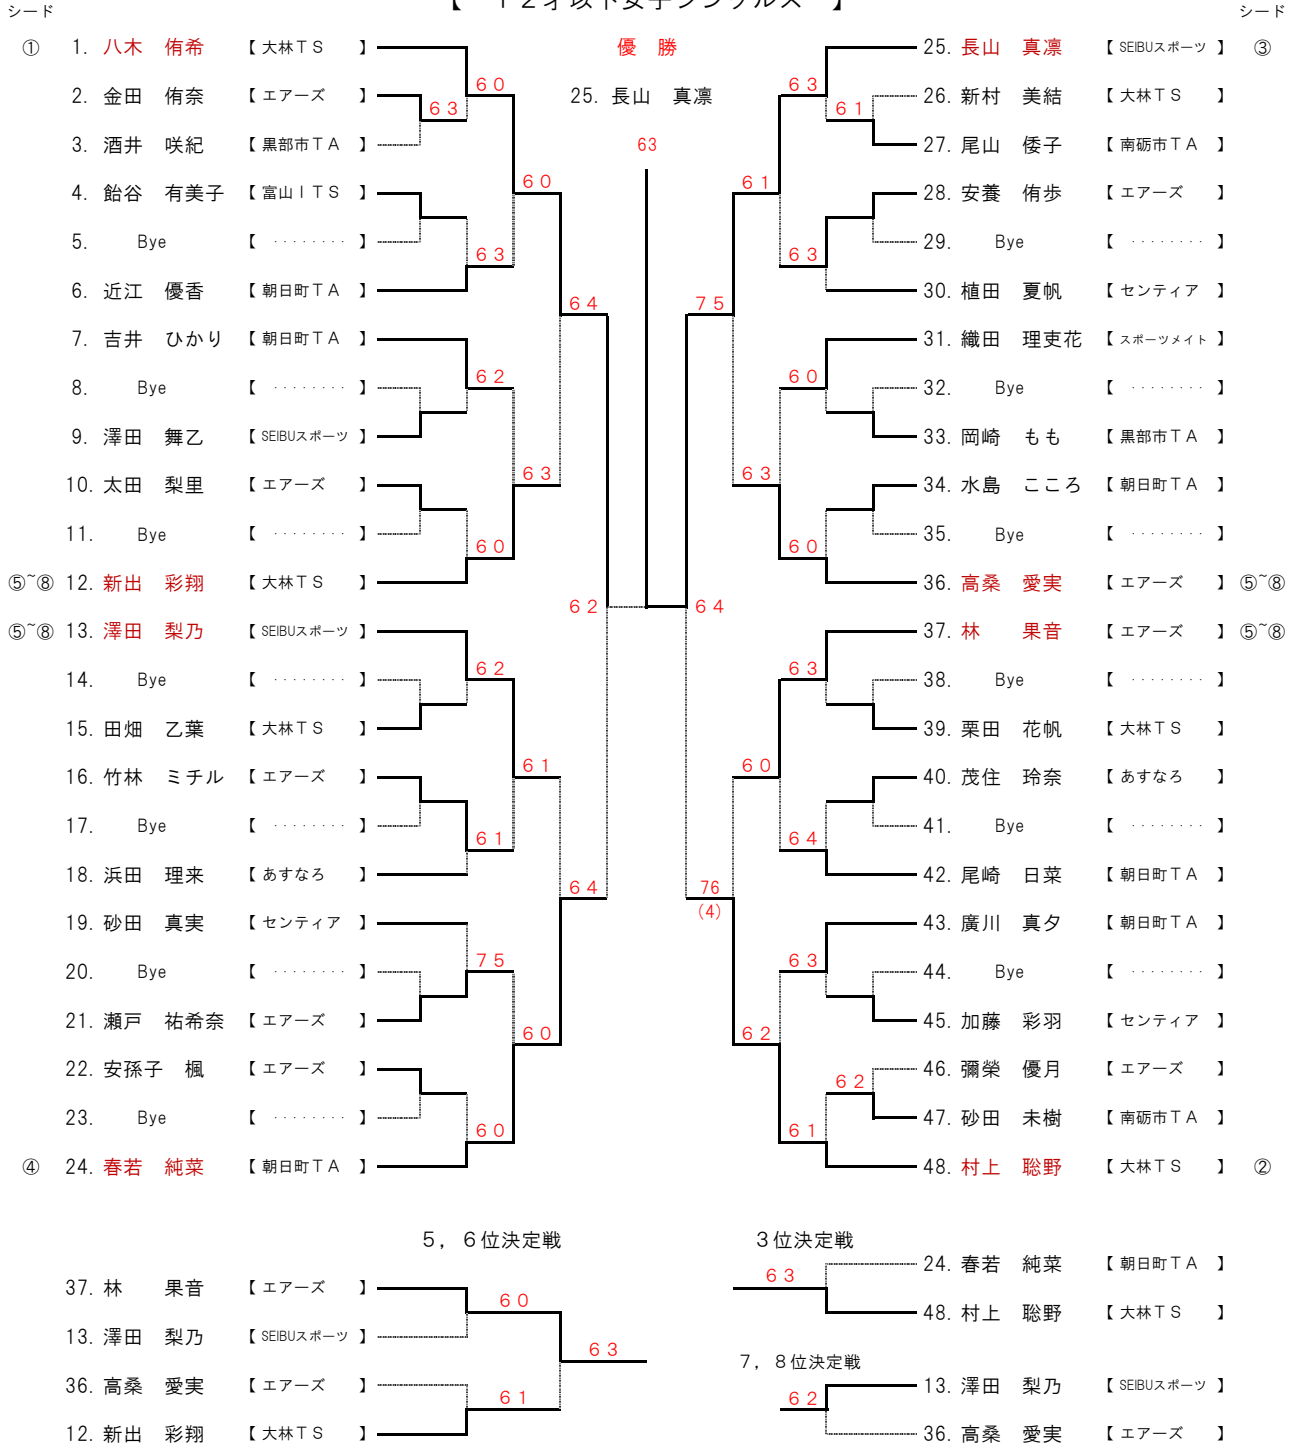 【　１２才以下女子シングルス　】
シード　シード
① 1. 八木　侑希 【 大林ＴＳ 】
2. 金田　侑奈 【 エアーズ 】
3. 酒井　咲紀 【 黒部市ＴＡ 】
4. 飴谷　有美子 【 富山ＩＴＳ 】
5. Bye 【 ········ 】
6. 近江　優香 【 朝日町ＴＡ 】
7. 吉井　ひかり 【 朝日町ＴＡ 】
8. Bye 【 ········ 】
9. 澤田　舞乙 【 SEIBUスポーツ 】
10. 太田　梨里 【 エアーズ 】
11. Bye 【 ········ 】
⑤~⑧ 12. 新出　彩翔 【 大林ＴＳ 】
⑤~⑧ 13. 澤田　梨乃 【 SEIBUスポーツ 】
14. Bye 【 ········ 】
15. 田畑　乙葉 【 大林ＴＳ 】
16. 竹林　ミチル 【 エアーズ 】
17. Bye 【 ········ 】
18. 浜田　理来 【 あすなろ 】
19. 砂田　真実 【 センティア 】
20. Bye 【 ········ 】
21. 瀬戸　祐希奈 【 エアーズ 】
22. 安孫子　楓 【 エアーズ 】
23. Bye 【 ········ 】
④ 24. 春若　純菜 【 朝日町ＴＡ 】
６３
６０
６３
６２
６０
６２
６１
７５
６０
６０
６３
６１
６０
６４
６４
６２
優　勝
25. 長山　真凛
63
６４
７５
76
(4)
６１
６３
６０
６２
６３
６３
６０
６０
６３
６４
６３
６１
６１
６２
25. 長山　真凛 【 SEIBUスポーツ 】 ③
26. 新村　美結 【 大林ＴＳ 】
27. 尾山　倭子 【 南砺市ＴＡ 】
28. 安養　侑歩 【 エアーズ 】
29. Bye 【 ········ 】
30. 植田　夏帆 【 センティア 】
31. 織田　理吏花 【 スポーツメイト 】
32. Bye 【 ········ 】
33. 岡崎　もも 【 黒部市ＴＡ 】
34. 水島　こころ 【 朝日町ＴＡ 】
35. Bye 【 ········ 】
36. 高桑　愛実 【 エアーズ 】 ⑤~⑧
37. 林　　果音 【 エアーズ 】 ⑤~⑧
38. Bye 【 ········ 】
39. 栗田　花帆 【 大林ＴＳ 】
40. 茂住　玲奈 【 あすなろ 】
41. Bye 【 ········ 】
42. 尾崎　日菜 【 朝日町ＴＡ 】
43. 廣川　真夕 【 朝日町ＴＡ 】
44. Bye 【 ········ 】
45. 加藤　彩羽 【 センティア 】
46. 彌榮　優月 【 エアーズ 】
47. 砂田　未樹 【 南砺市ＴＡ 】
48. 村上　聡野 【 大林ＴＳ 】 ②
５，６位決定戦
37. 林　　果音 【 エアーズ 】
13. 澤田　梨乃 【 SEIBUスポーツ 】
36. 高桑　愛実 【 エアーズ 】
12. 新出　彩翔 【 大林ＴＳ 】
６０
６１
６３
３位決定戦
24. 春若　純菜 【 朝日町ＴＡ 】
６３
48. 村上　聡野 【 大林ＴＳ 】
７，８位決定戦
13. 澤田　梨乃 【 SEIBUスポーツ 】
６２
36. 高桑　愛実 【 エアーズ 】